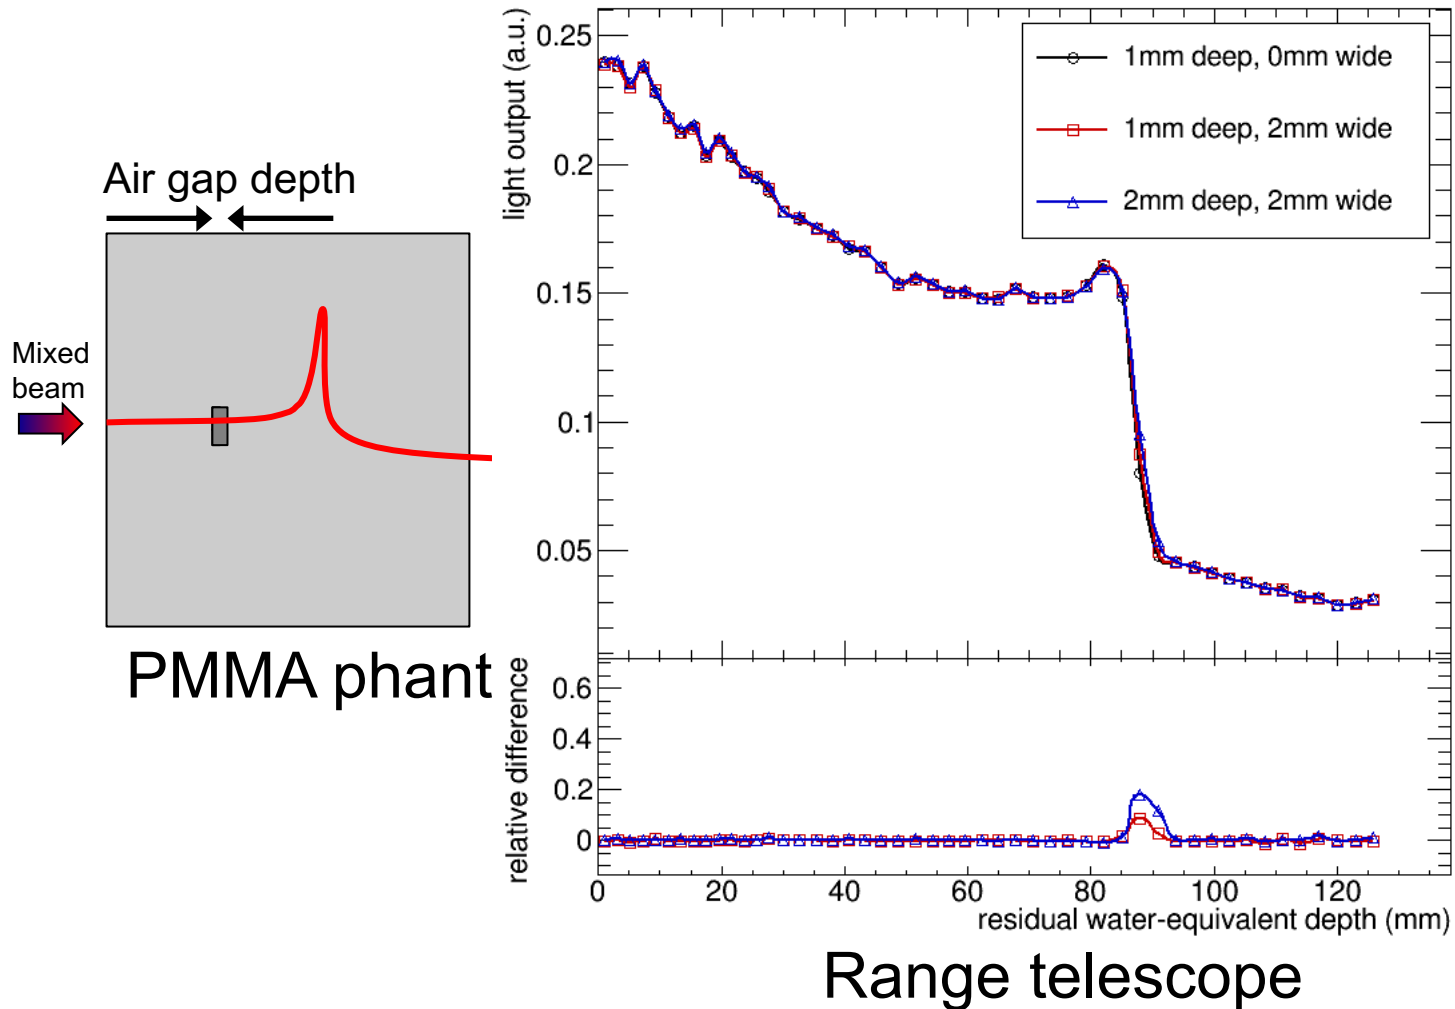 Air gap depth
Mixed
beam
PMMA phant
light output (a.u.)
0.25
0.2
0.15
0.1
0.05
1mm deep, 0mm wide
1mm deep, 2mm wide
2mm deep, 2mm wide
relative difference
0.6
0.4
0.2
0
0 20 40 60 80 100 120
residual water-equivalent depth (mm)
Range telescope